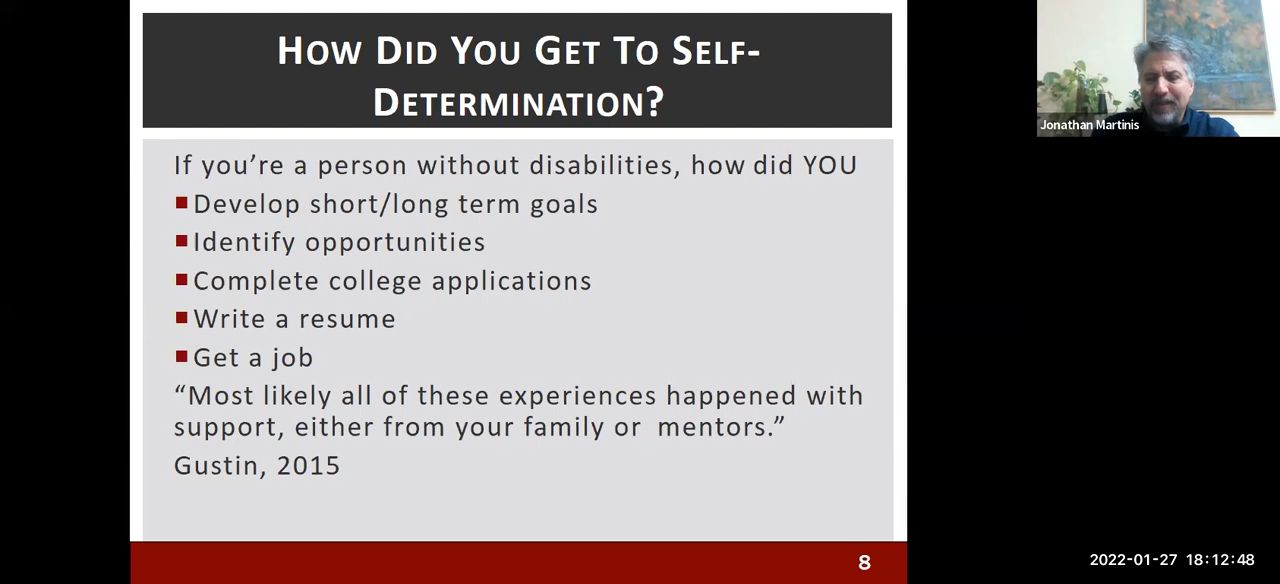 HOW DID YOU GET TO SELF-
DETERMINATION?
If you’re a person without disabilities, how did YOU
Develop short/long term goals
Identify opportunities
Complete college applications
Write a resume
Get a job
“Most likely all of these experiences happened with
support, either from your family or  mentors.”
Gustin, 2015
8
Jonathan Martinis
2022-01-27 18:12:48